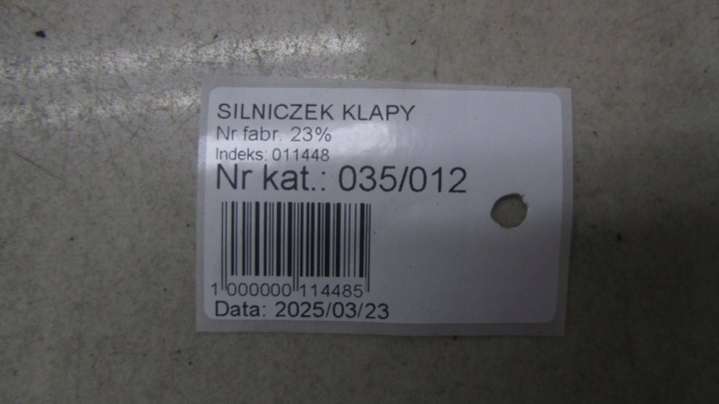 SILNICZEK KLAPY
Nr fabr. 23%
Indeks: 011448
Nr kat.: 035/012
1 000000 114485
Data: 2025/03/23